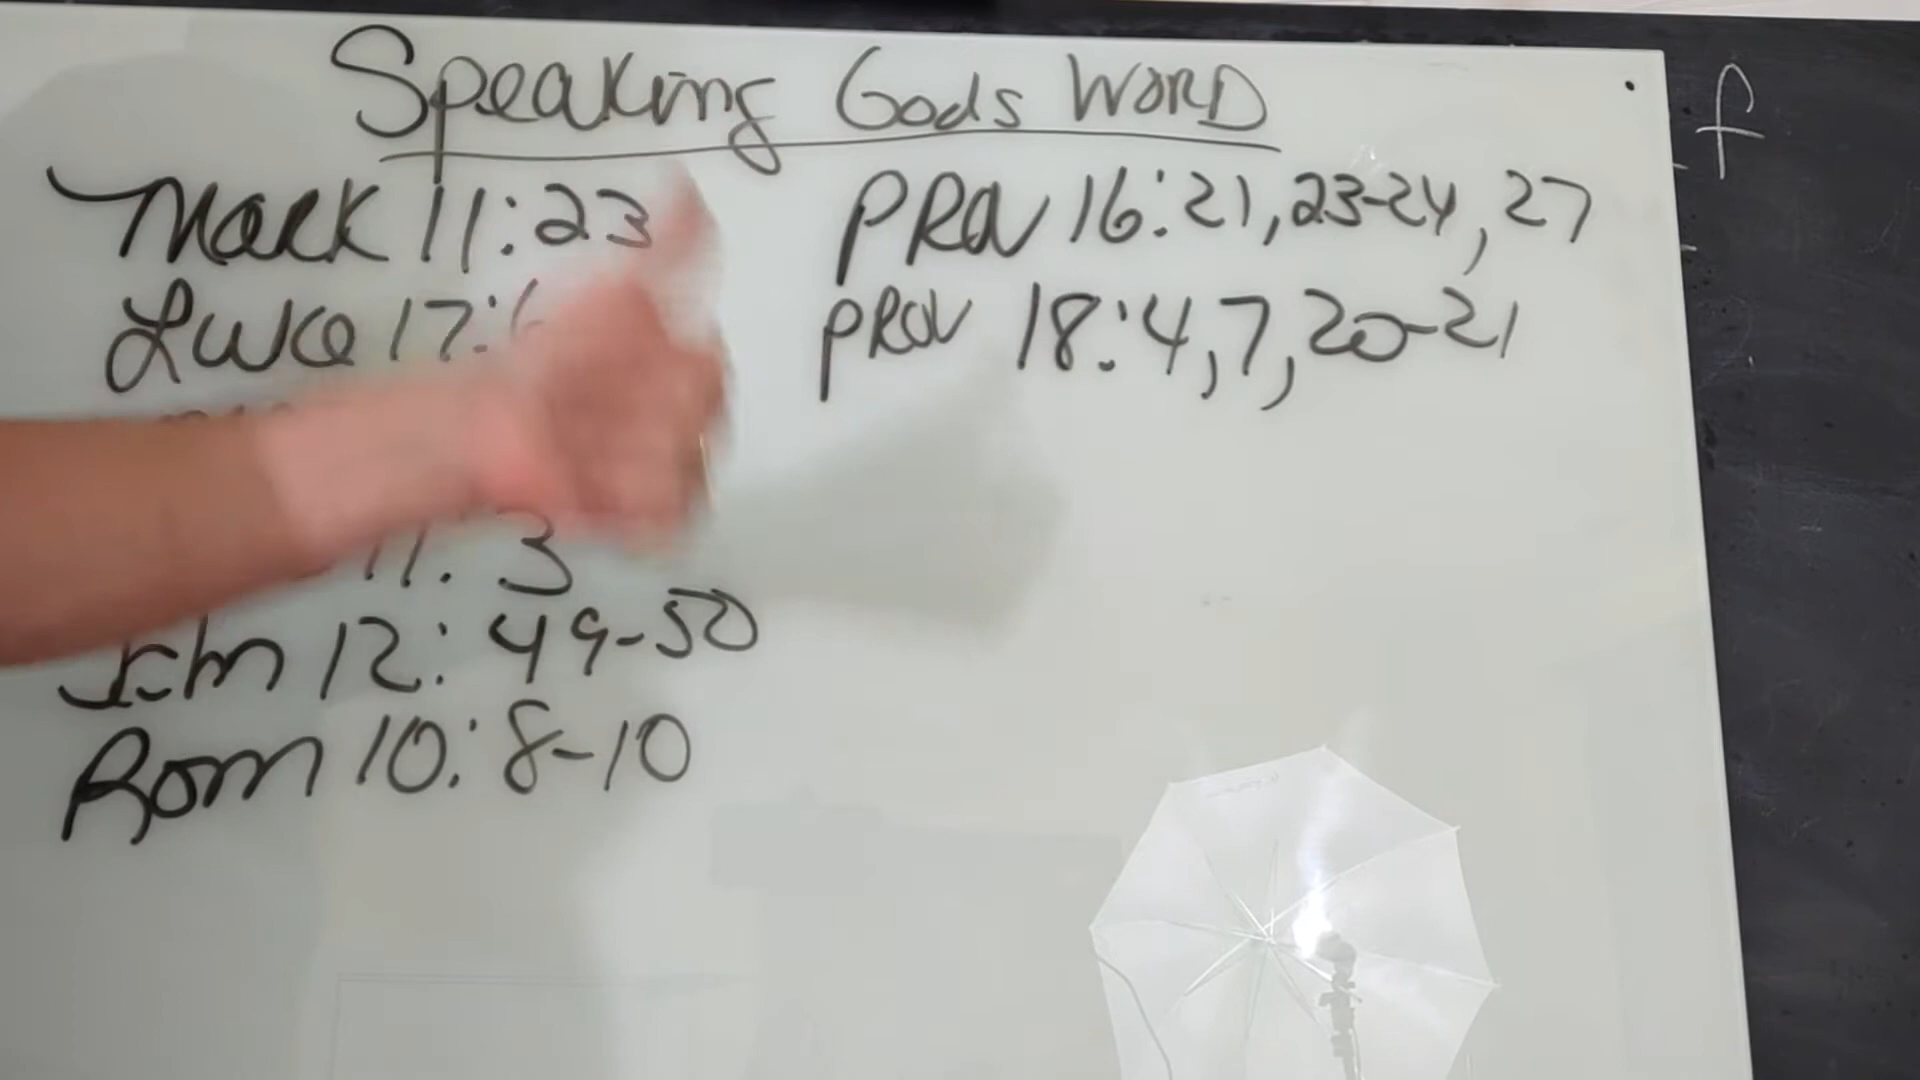 Speaking Gods WORD
Mark 11:23
Luke 17:
11:3
John 12:49-50
Rom 10:8-10
PROV 16:21,23-24,27
PROV 18:4,7,20-21
f